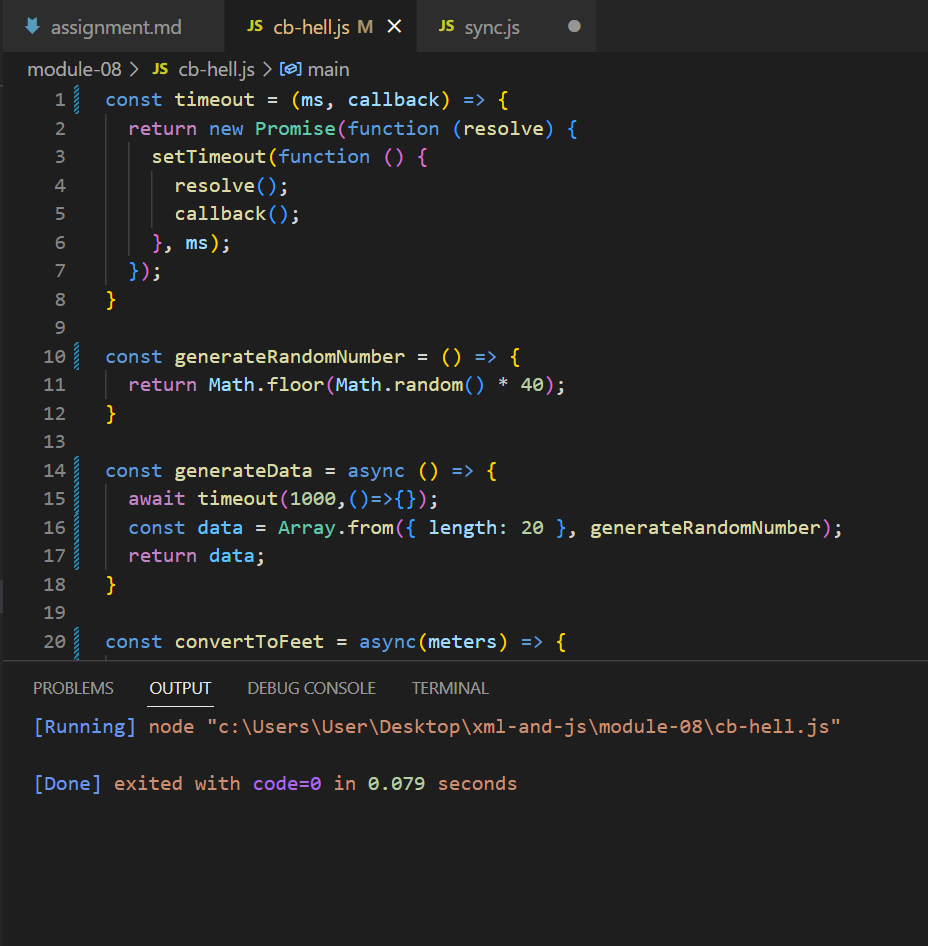 assignment.md JS cb-hell.js M JS sync.js
module-08 > JS cb-hell.js > main
1 const timeout = (ms, callback) => {
2   return new Promise(function (resolve) {
3     setTimeout(function () {
4       resolve();
5       callback();
6     }, ms);
7   });
8 }
9
10 const generateRandomNumber = () => {
11   return Math.floor(Math.random() * 40);
12 }
13
14 const generateData = async () => {
15   await timeout(1000,()=>{});
16   const data = Array.from({ length: 20 }, generateRandomNumber);
17   return data;
18 }
19
20 const convertToFeet = async(meters) => {
PROBLEMS OUTPUT DEBUG CONSOLE TERMINAL
[Running] node "c:\Users\User\Desktop\xml-and-js\module-08\cb-hell.js"
[Done] exited with code=0 in 0.079 seconds